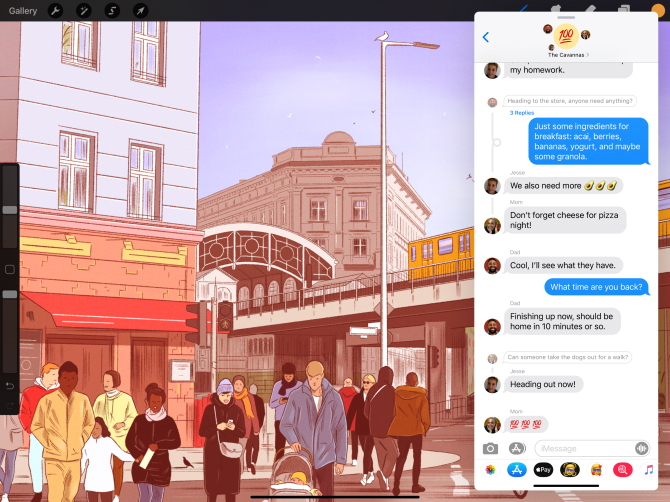 Gallery
The Cavannas >
my homework.
Heading to the store, anyone need anything?
3 Replies
Just some ingredients for
breakfast: acai, berries,
bananas, yogurt, and maybe
some granola.
Jesse
We also need more 🥑🥑🥑
Mom
Don't forget cheese for pizza
night!
Dad
Cool, I'll see what they have.
What time are you back?
Dad
Finishing up now, should be
home in 10 minutes or so.
Can someone take the dogs out for a walk?
Jesse
Heading out now!
Mom
💯 💯 💯
iMessage
Pay